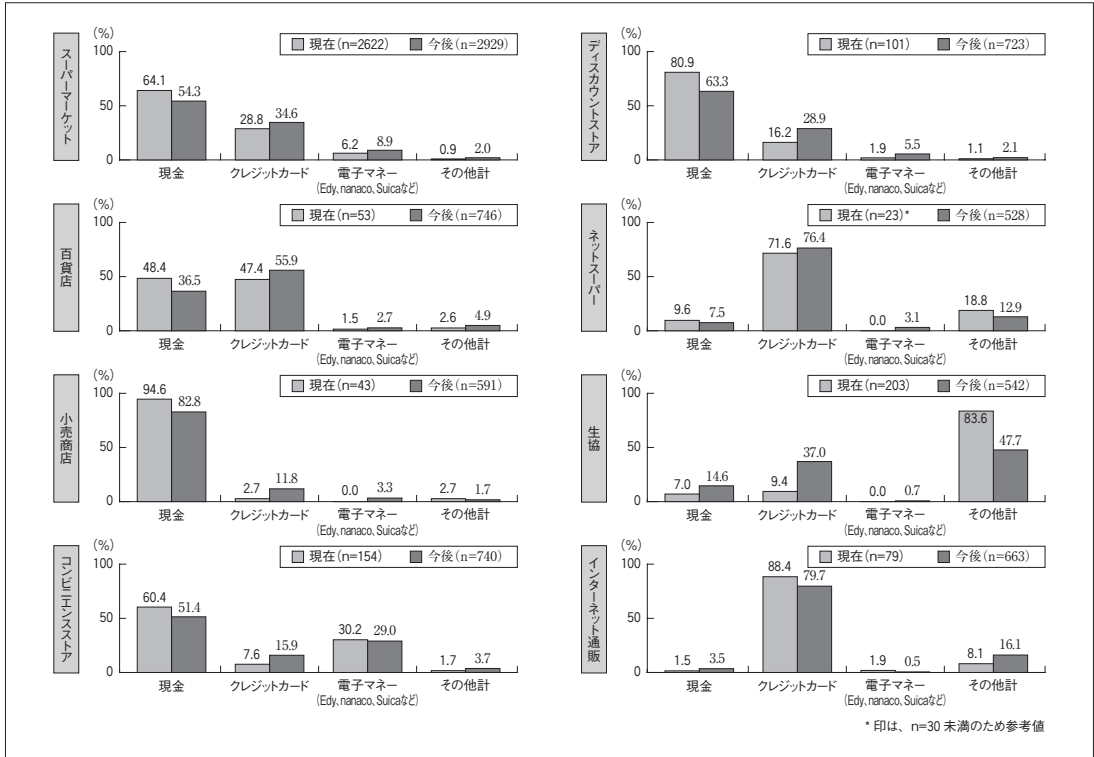 スーパーマーケット
(%)
現在(n=2622) 今後(n=2929)
100
50
0
64.1 54.3
28.8 34.6
6.2 8.9
0.9 2.0
現金 クレジットカード 電子マネー その他計
(Edy、nanaco、Suicaなど)
ディスカウントストア
(%)
現在(n=101) 今後(n=723)
100
50
0
80.9 63.3
16.2 28.9
1.9 5.5
1.1 2.1
現金 クレジットカード 電子マネー その他計
(Edy、nanaco、Suicaなど)
百貨店
(%)
現在(n=53) 今後(n=746)
100
50
0
48.4 36.5
47.4 55.9
1.5 2.7
2.6 4.9
現金 クレジットカード 電子マネー その他計
(Edy、nanaco、Suicaなど)
ネットスーパー
(%)
現在(n=23)* 今後(n=528)
100
50
0
9.6 7.5
71.6 76.4
0.0 3.1
18.8 12.9
現金 クレジットカード 電子マネー その他計
(Edy、nanaco、Suicaなど)
小売商店
(%)
現在(n=43) 今後(n=591)
100
50
0
94.6 82.8
2.7 11.8
0.0 3.3
2.7 1.7
現金 クレジットカード 電子マネー その他計
(Edy、nanaco、Suicaなど)
生協
(%)
現在(n=203) 今後(n=542)
100
50
0
7.0 14.6
9.4 37.0
0.0 0.7
83.6 47.7
現金 クレジットカード 電子マネー その他計
(Edy、nanaco、Suicaなど)
コンビニエンスストア
(%)
現在(n=154) 今後(n=740)
100
50
0
60.4 51.4
7.6 15.9
30.2 29.0
1.7 3.7
現金 クレジットカード 電子マネー その他計
(Edy、nanaco、Suicaなど)
インターネット通販
(%)
現在(n=79) 今後(n=663)
100
50
0
1.5 3.5
88.4 79.7
1.9 0.5
8.1 16.1
現金 クレジットカード 電子マネー その他計
(Edy、nanaco、Suicaなど)
* 印は、n=30 未満のため参考値